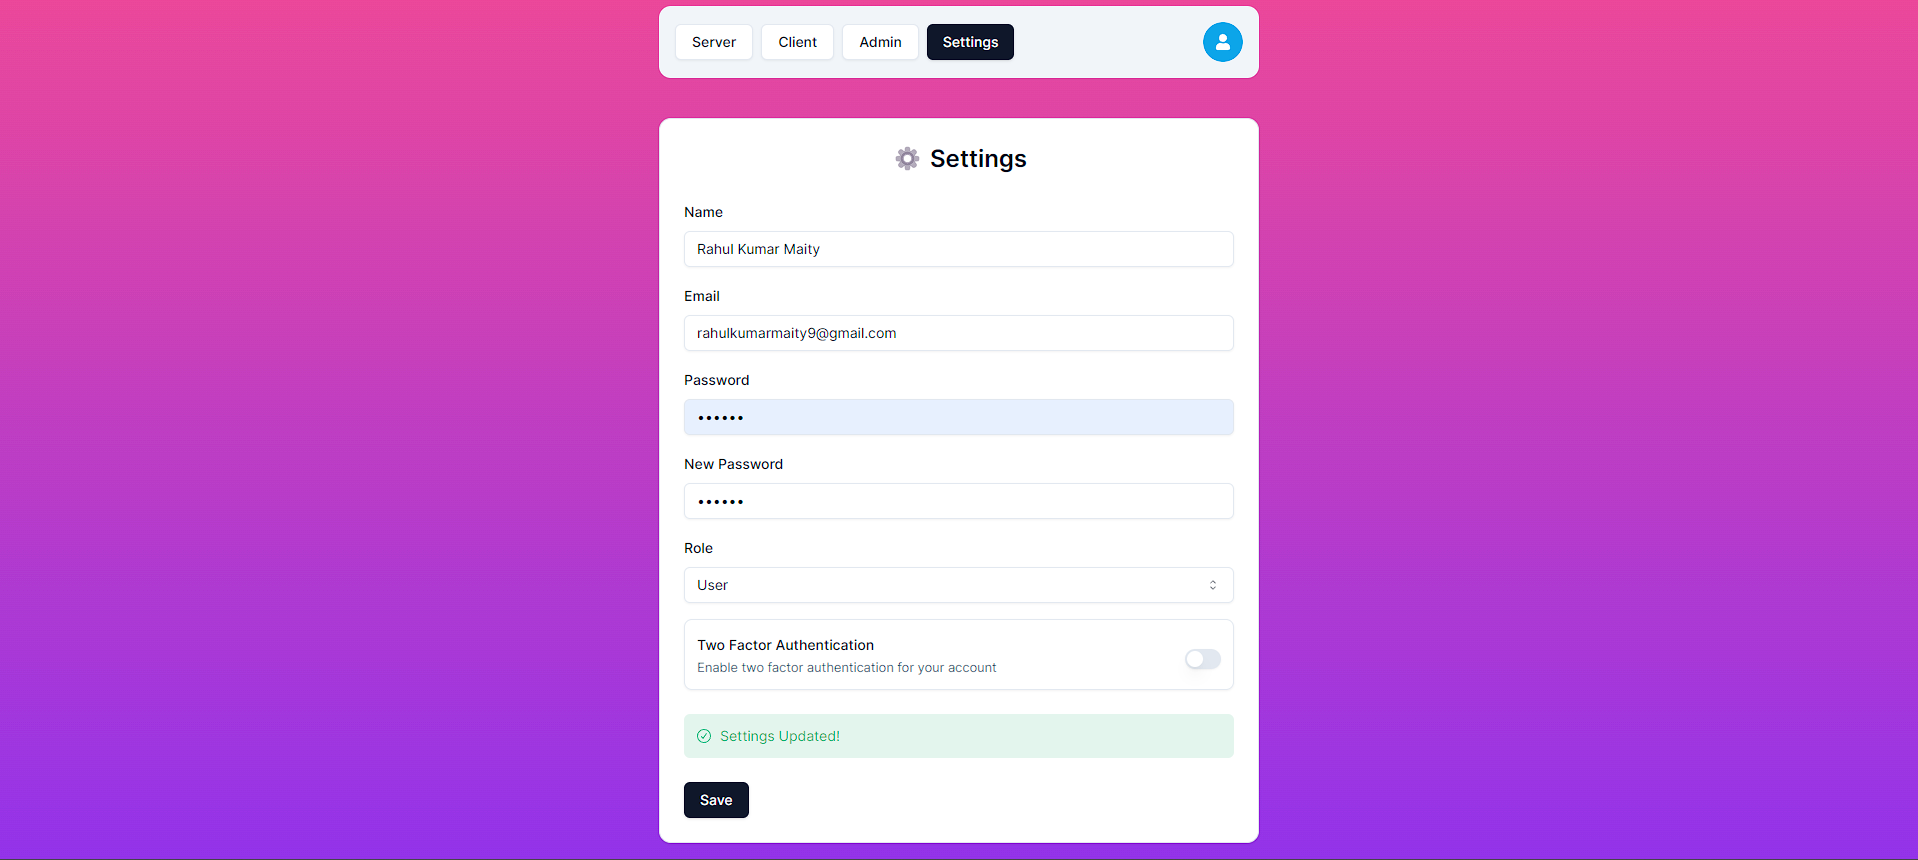 Server Client Admin Settings
Settings
Name
Rahul Kumar Maity
Email
rahulkumarmaity9@gmail.com
Password
••••••
New Password
••••••
Role
User
Two Factor Authentication
Enable two factor authentication for your account
Settings Updated!
Save